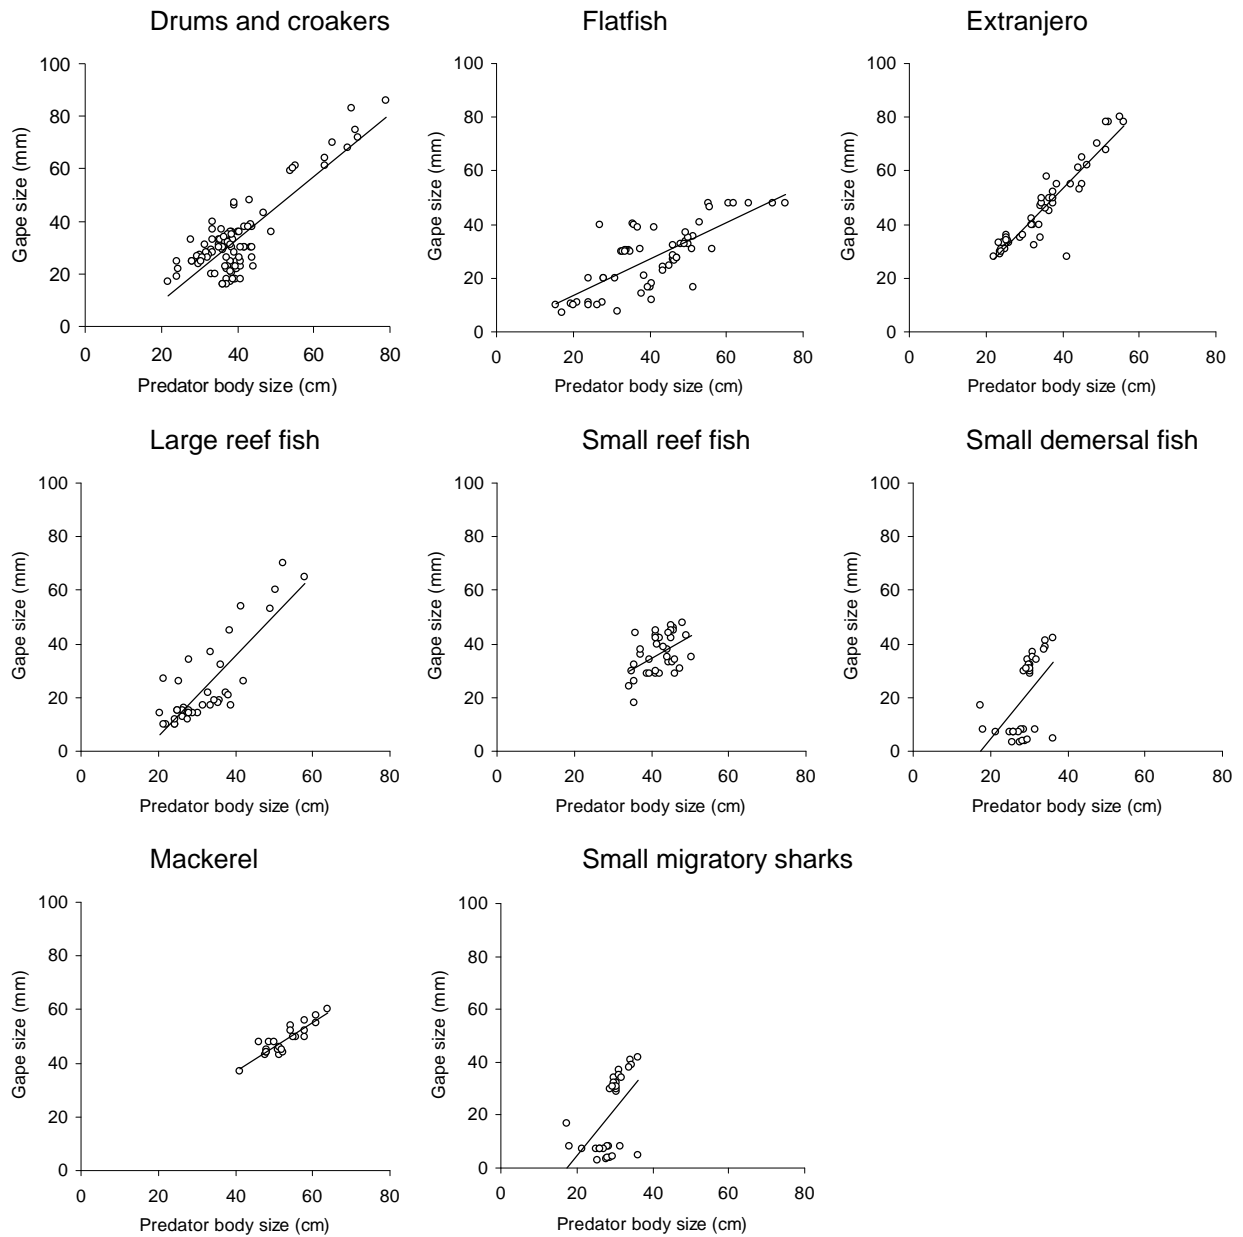 Drums and croakers
Flatfish
Extranjero
100
80
60
40
20
0
Gape size (mm)
0 20 40 60 80
Predator body size (cm)
100
80
60
40
20
0
Gape size (mm)
0 20 40 60 80
Predator body size (cm)
100
80
60
40
20
0
Gape size (mm)
0 20 40 60 80
Predator body size (cm)
Large reef fish
Small reef fish
Small demersal fish
100
80
60
40
20
0
Gape size (mm)
0 20 40 60 80
Predator body size (cm)
100
80
60
40
20
0
Gape size (mm)
0 20 40 60 80
Predator body size (cm)
100
80
60
40
20
0
Gape size (mm)
0 20 40 60 80
Predator body size (cm)
Mackerel
Small migratory sharks
100
80
60
40
20
0
Gape size (mm)
0 20 40 60 80
Predator body size (cm)
100
80
60
40
20
0
Gape size (mm)
0 20 40 60 80
Predator body size (cm)